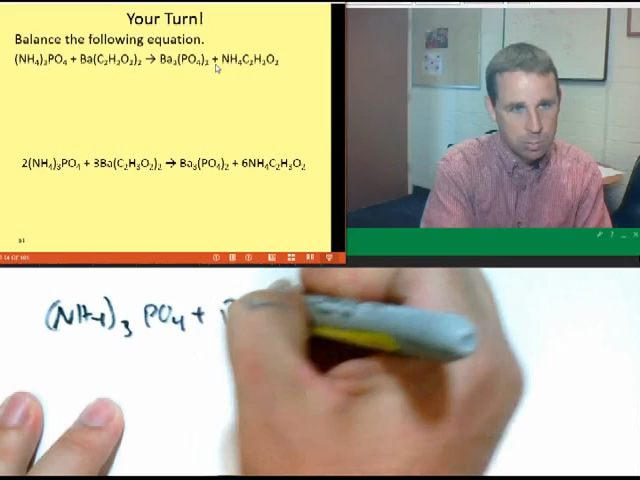 Your Turn!
Balance the following equation.
(NH₄)₃PO₄ + Ba(C₂H₃O₂)₂ → Ba₃(PO₄)₂ + NH₄C₂H₃O₂
2(NH₄)₃PO₄ + 3Ba(C₂H₃O₂)₂ → Ba₃(PO₄)₂ + 6NH₄C₂H₃O₂
(NH₄)₃ PO₄ +